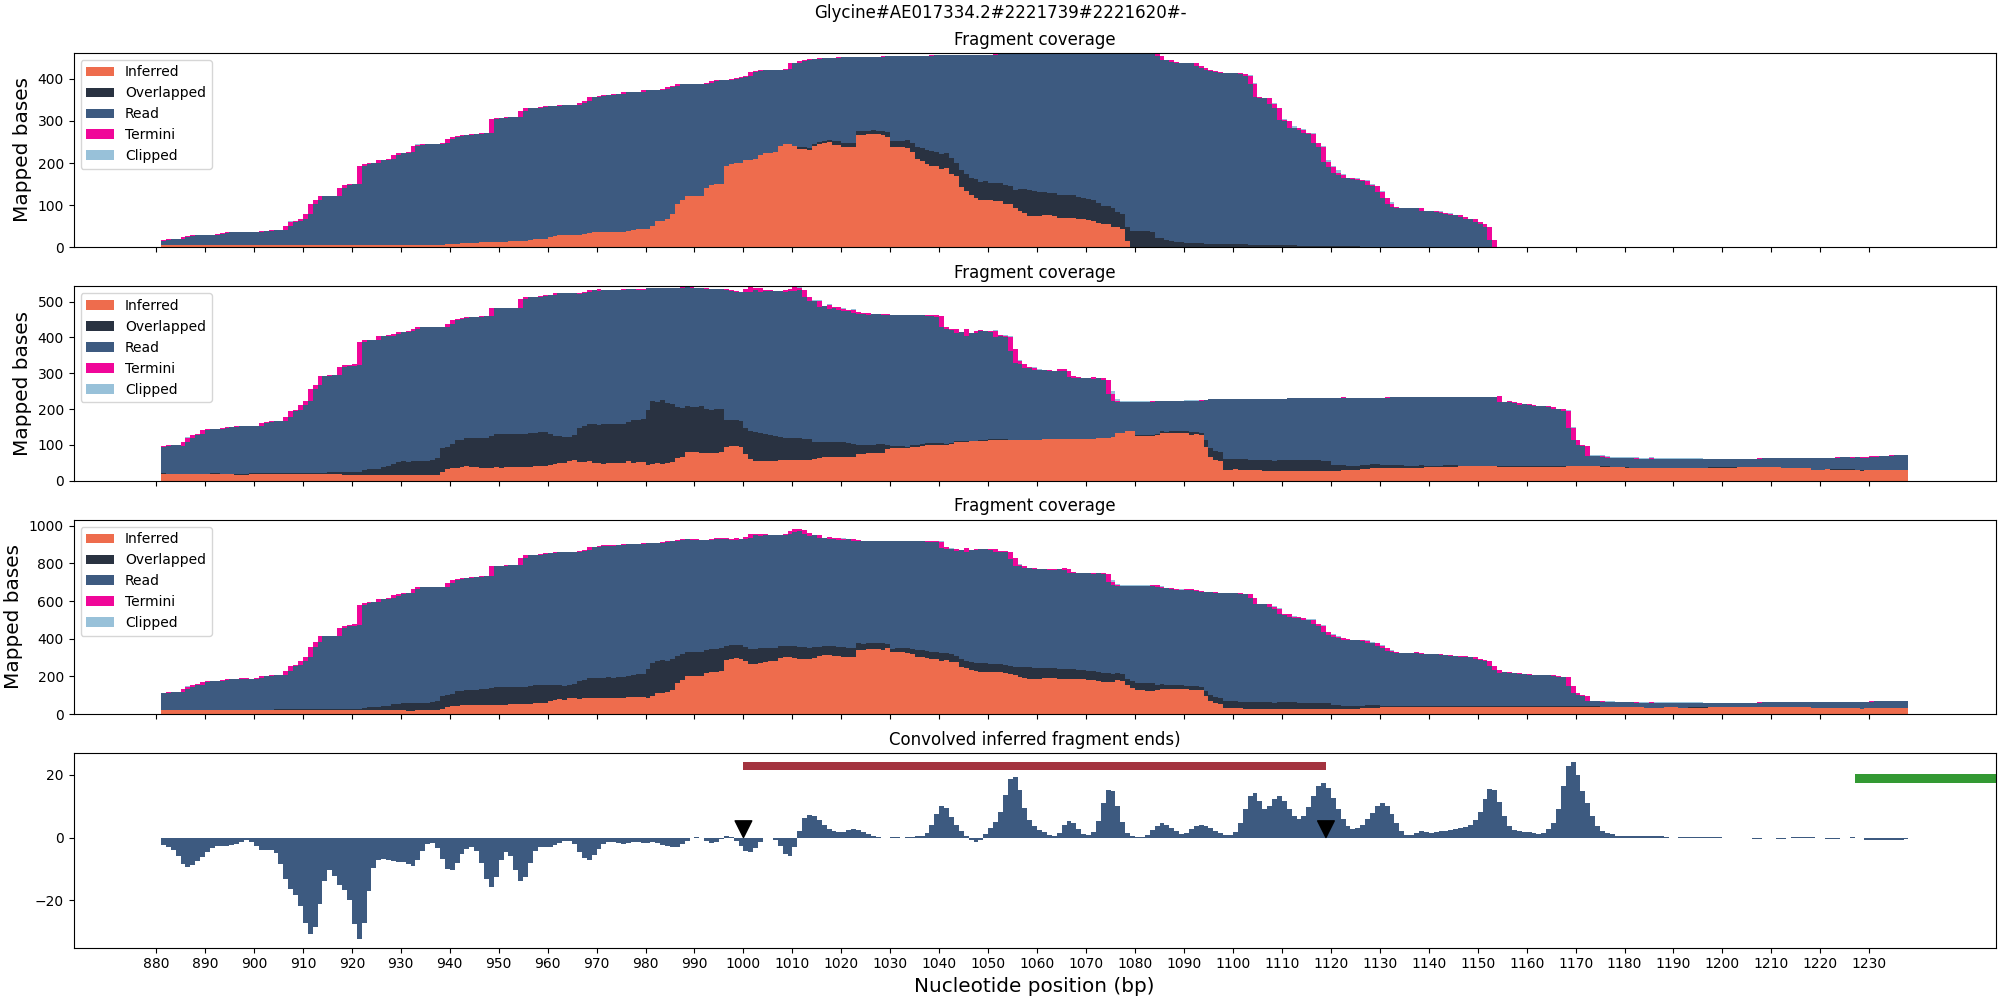 Glycine#AE017334.2#2221739#2221620#-
Fragment coverage
Mapped bases
400
300
200
100
0
Inferred
Overlapped
Read
Termini
Clipped
Fragment coverage
Mapped bases
500
400
300
200
100
0
Inferred
Overlapped
Read
Termini
Clipped
Fragment coverage
Mapped bases
1000
800
600
400
200
0
Inferred
Overlapped
Read
Termini
Clipped
Convolved inferred fragment ends)
20
0
−20
880 890 900 910 920 930 940 950 960 970 980 990 1000 1010 1020 1030 1040 1050 1060 1070 1080 1090 1100 1110 1120 1130 1140 1150 1160 1170 1180 1190 1200 1210 1220 1230
Nucleotide position (bp)